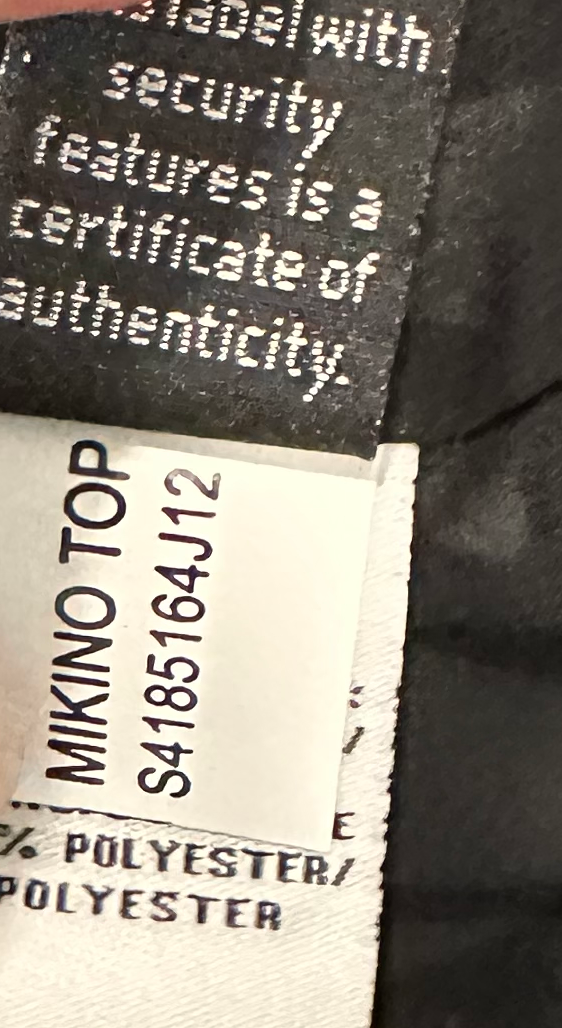 label with
security
features is a
certificate of
authenticity.
MIKINO TOP
S4185164J12
E
% POLYESTER/
POLYESTER